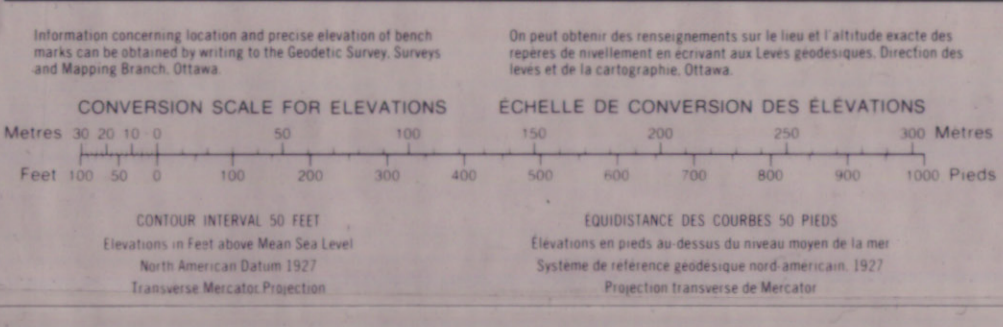 Information concerning location and precise elevation of bench
marks can be obtained by writing to the Geodetic Survey, Surveys
and Mapping Branch, Ottawa.
On peut obtenir des renseignements sur le lieu et l'altitude exacte des
repères de nivellement en écrivant aux Levés géodésiques, Direction des
levés et de la cartographie, Ottawa.
CONVERSION SCALE FOR ELEVATIONS ÉCHELLE DE CONVERSION DES ÉLÉVATIONS
Metres 30 20 10 0 50 100 150 200 250 300 Mètres
Feet 100 50 0 100 200 300 400 500 600 700 800 900 1000 Pieds
CONTOUR INTERVAL 50 FEET
Elevations in Feet above Mean Sea Level
North American Datum 1927
Transverse Mercator Projection
ÉQUIDISTANCE DES COURBES 50 PIEDS
Élévations en pieds au-dessus du niveau moyen de la mer
Système de référence géodésique nord-américain, 1927
Projection transverse de Mercator